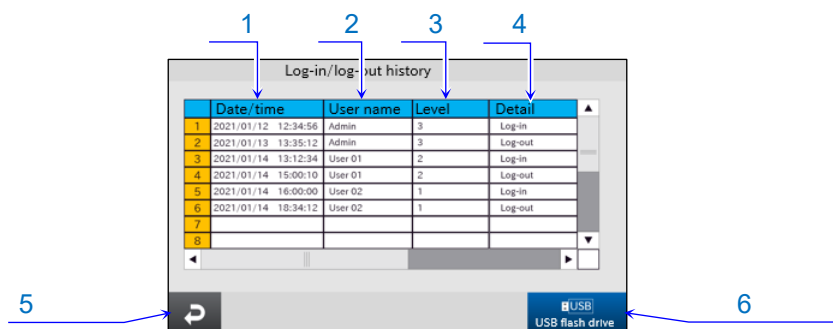 1 2 3 4
Log-in/log-out history
Date/time User name Level Detail
1 2021/01/12 12:34:56 Admin 3 Log-in
2 2021/01/13 13:35:12 Admin 3 Log-out
3 2021/01/14 13:12:34 User 01 2 Log-in
4 2021/01/14 15:00:10 User 01 2 Log-out
5 2021/01/14 16:00:00 User 02 1 Log-in
6 2021/01/14 18:34:12 User 02 1 Log-out
7
8
5 6
USB
USB flash drive